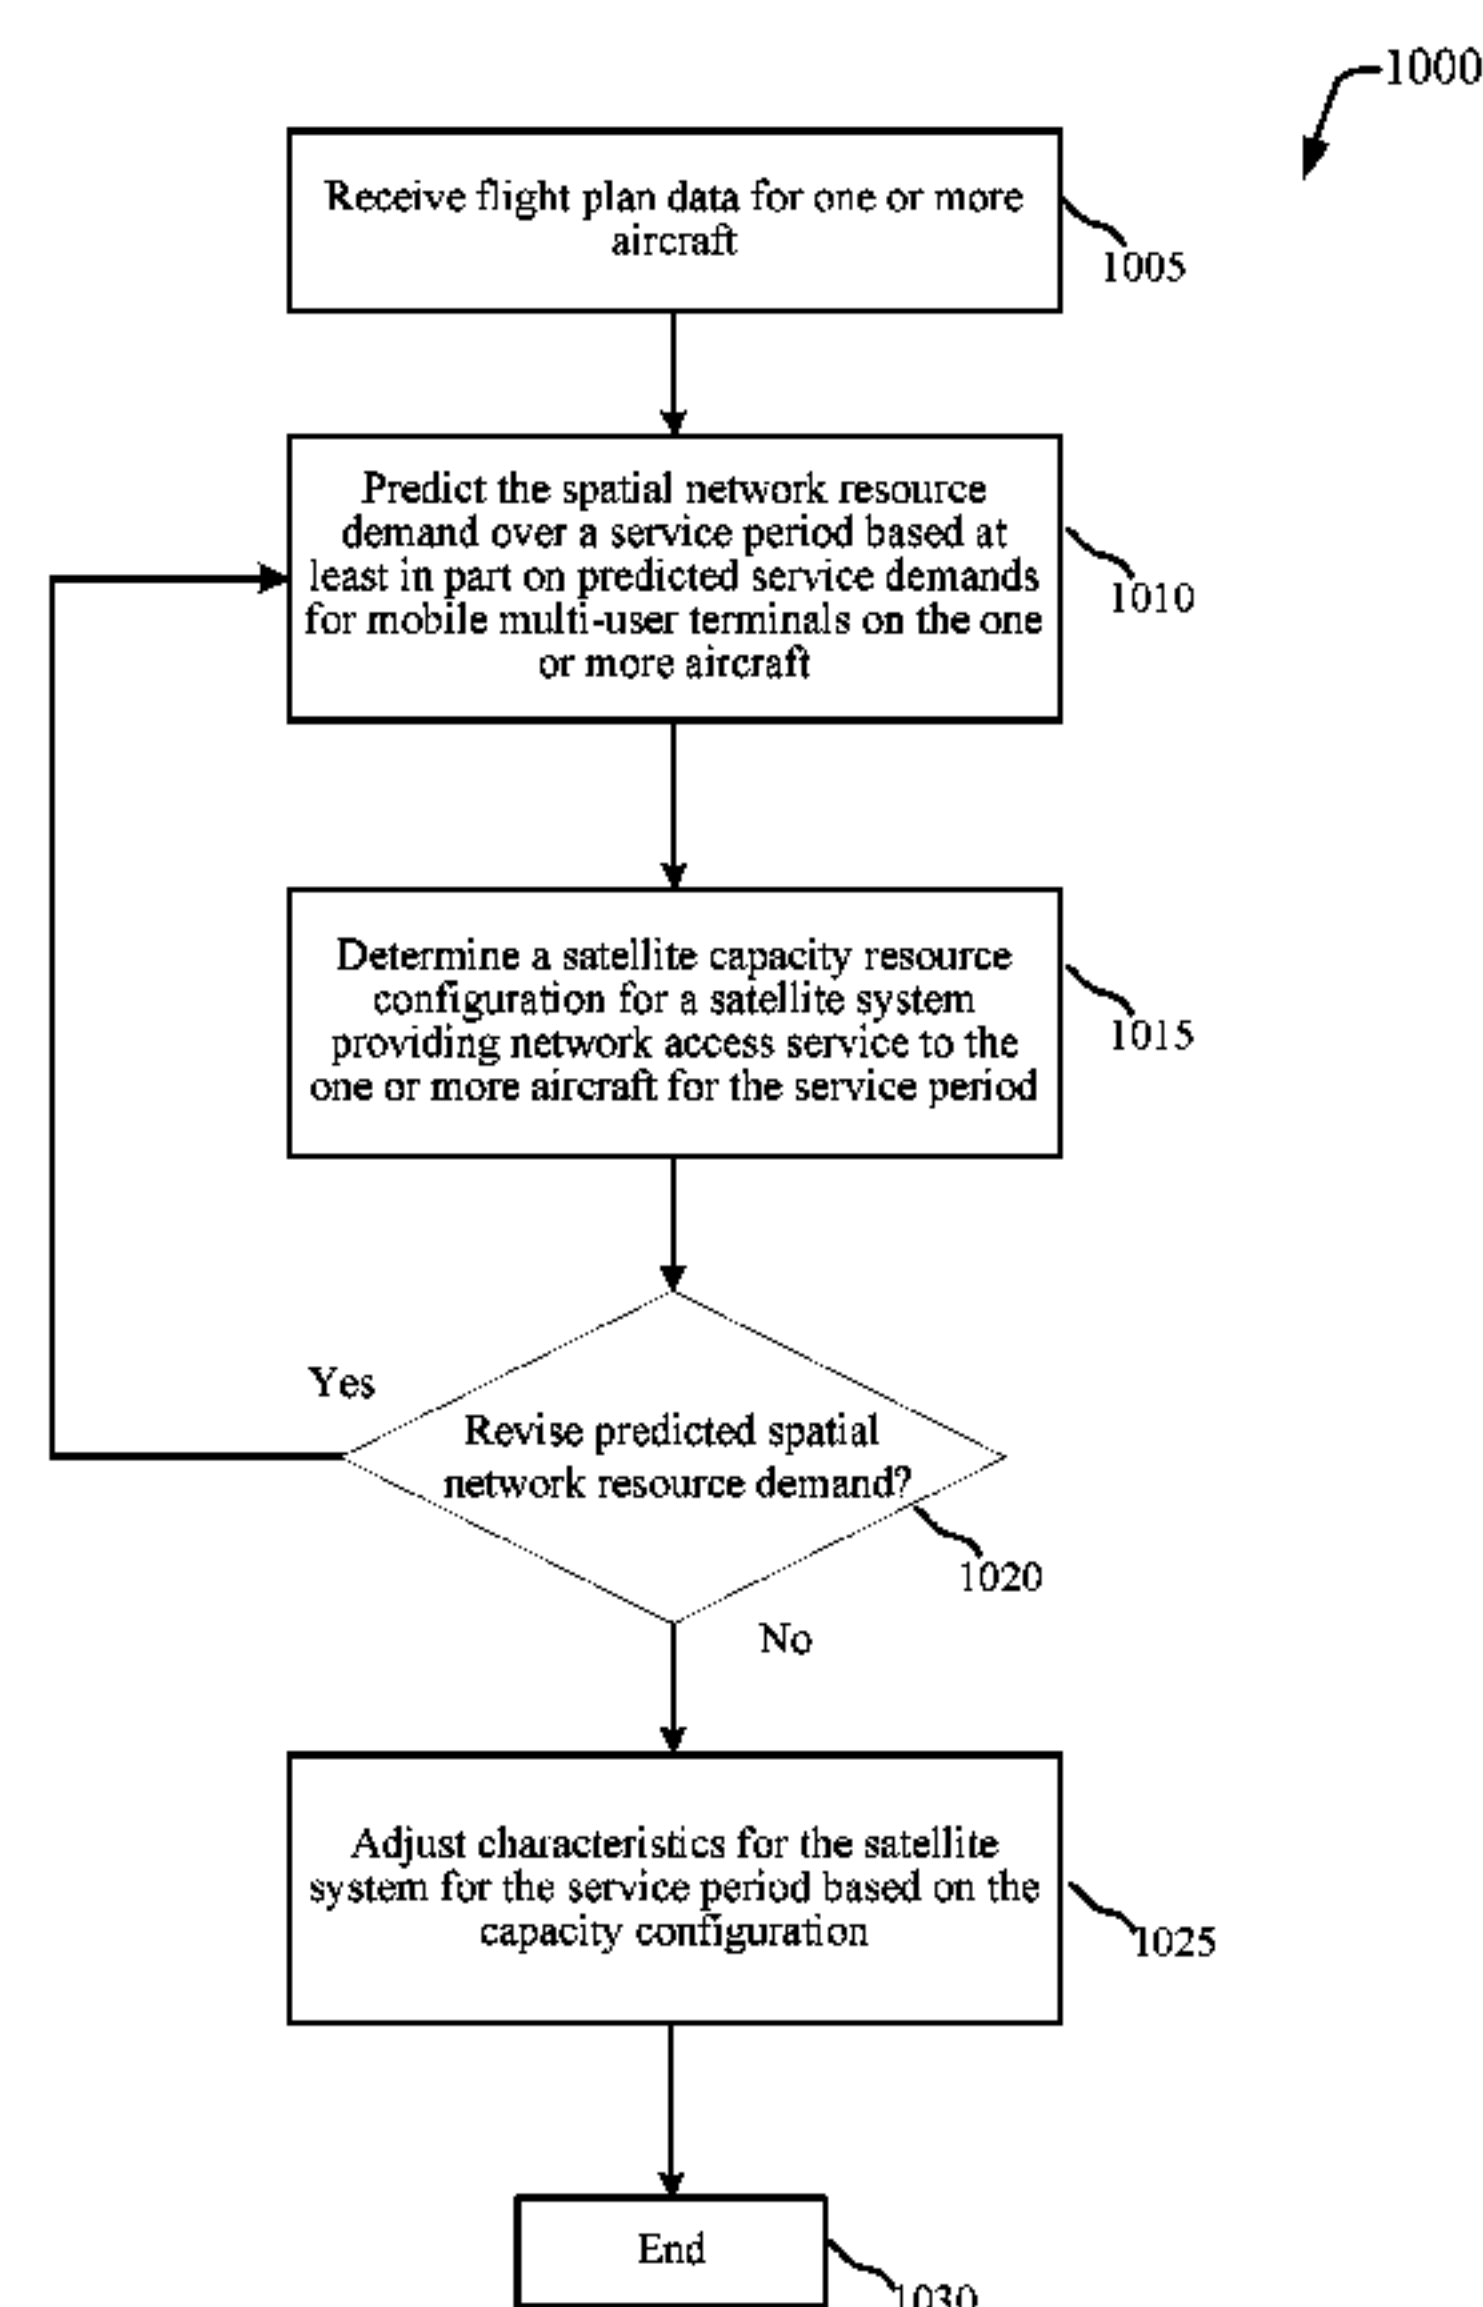 1000
Receive flight plan data for one or more
aircraft
1005
Predict the spatial network resource
demand over a service period based at
least in part on predicted service demands
for mobile multi-user terminals on the one
or more aircraft
1010
Determine a satellite capacity resource
configuration for a satellite system
providing network access service to the
one or more aircraft for the service period
1015
Yes
Revise predicted spatial
network resource demand?
1020
No
Adjust characteristics for the satellite
system for the service period based on the
capacity configuration
1025
End
1030